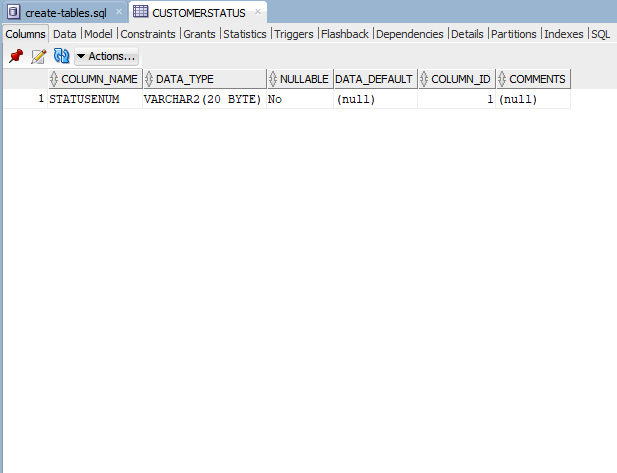 create-tables.sql CUSTOMERSTATUS
Columns Data Model Constraints Grants Statistics Triggers Flashback Dependencies Details Partitions Indexes SQL
Actions...
COLUMN_NAME DATA_TYPE NULLABLE DATA_DEFAULT COLUMN_ID COMMENTS
1 STATUSENUM VARCHAR2(20 BYTE) No (null) 1 (null)